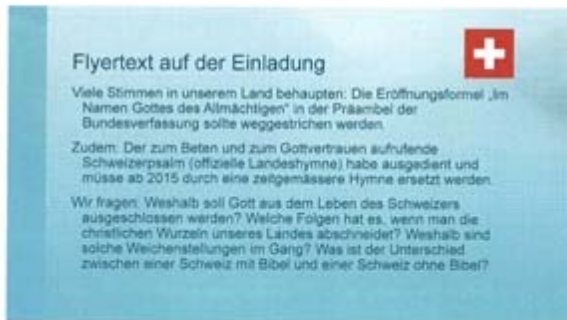 Flyertext auf der Einladung
Viele Stimmen in unserem Land behaupten: Die Eröffnungsformel „Im
Namen Gottes des Allmächtigen“ in der Präambel der
Bundesverfassung sollte weggestrichen werden.
Zudem: Der zum Beten und zum Gottvertrauen aufrufende
Schweizerpsalm (offizielle Landeshymne) habe ausgedient und
müsse ab 2015 durch eine zeitgemässere Hymne ersetzt werden.
Wir fragen: Weshalb soll Gott aus dem Leben des Schweizers
ausgeschlossen werden? Welche Folgen hat es, wenn man die
christlichen Wurzeln unseres Landes abschneidet? Weshalb sind
solche Weichenstellungen im Gang? Was ist der Unterschied
zwischen einer Schweiz mit Bibel und einer Schweiz ohne Bibel?